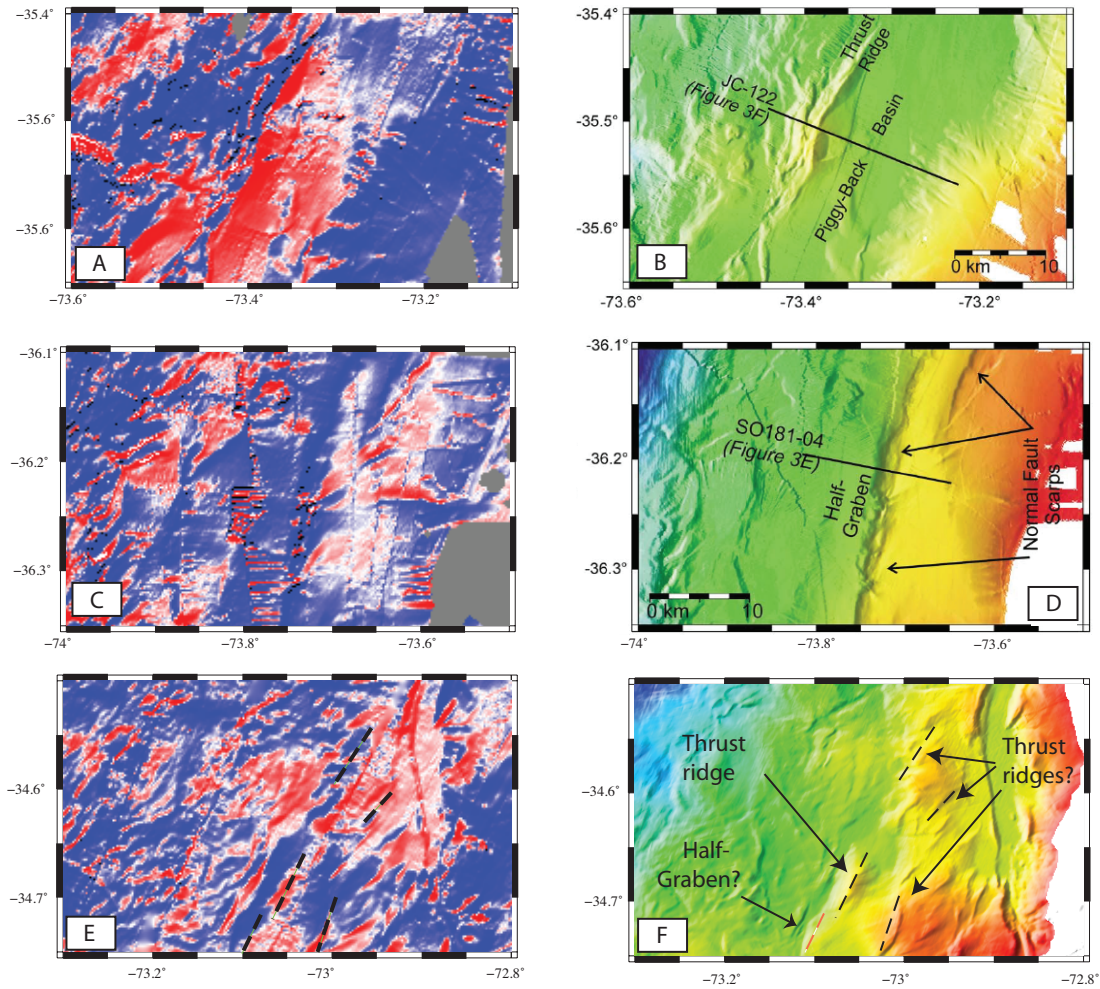 −35.4°
−35.6°
−35.6°
A
−73.6°
−73.4°
−73.2°
-35.4°
-35.5°
-35.6°
JC-122
(Figure 3F)
Thrust
Ridge
Piggy-Back Basin
0 km 10
B
-73.6°
-73.4°
-73.2°
−36.1°
−36.2°
−36.3°
C
−74°
−73.8°
−73.6°
-36.1°
-36.2°
-36.3°
SO181-04
(Figure 3E)
Half-
Graben
Normal Fault
Scarps
0 km 10
D
−74°
−73.8°
−73.6°
−34.6°
−34.7°
E
−73.2°
−73°
−72.8°
−34.6°
−34.7°
Thrust
ridge
Thrust
ridges?
Half-
Graben?
F
−73.2°
−73°
−72.8°